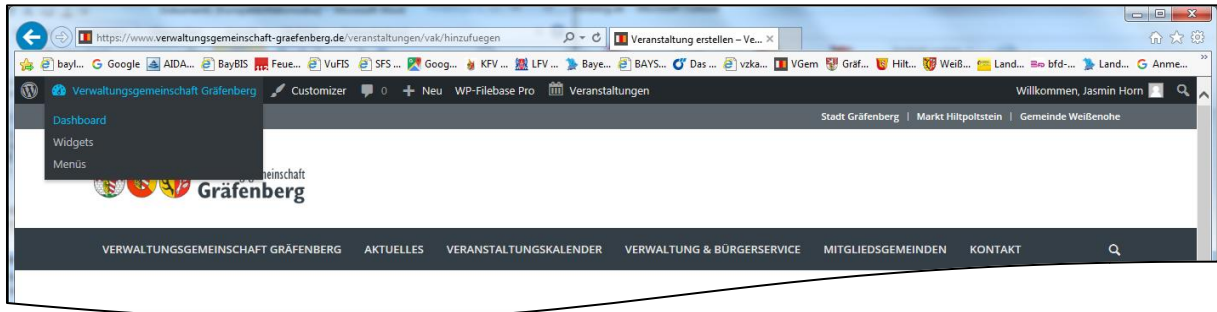 https://www.verwaltungsgemeinschaft-graefenberg.de/veranstaltungen/vak/hinzufuegen
Veranstaltung erstellen – Ve... ×
bayl... Google AIDA... BayBIS Feue... VuFIS SFS ... Goog... KFV ... LFV ... Baye... BAYS... Das ... vzka... VGem Gräf... Hilt... Weiß... Land... bfd-... Land... Anme... »
Verwaltungsgemeinschaft Gräfenberg Customizer 0 + Neu WP-Filebase Pro Veranstaltungen Willkommen, Jasmin Horn
Dashboard
Stadt Gräfenberg | Markt Hiltpoltstein | Gemeinde Weißenohe
Widgets
Menüs
Gräfenberg
VERWALTUNGSGEMEINSCHAFT GRÄFENBERG AKTUELLES VERANSTALTUNGSKALENDER VERWALTUNG & BÜRGERSERVICE MITGLIEDSGEMEINDEN KONTAKT